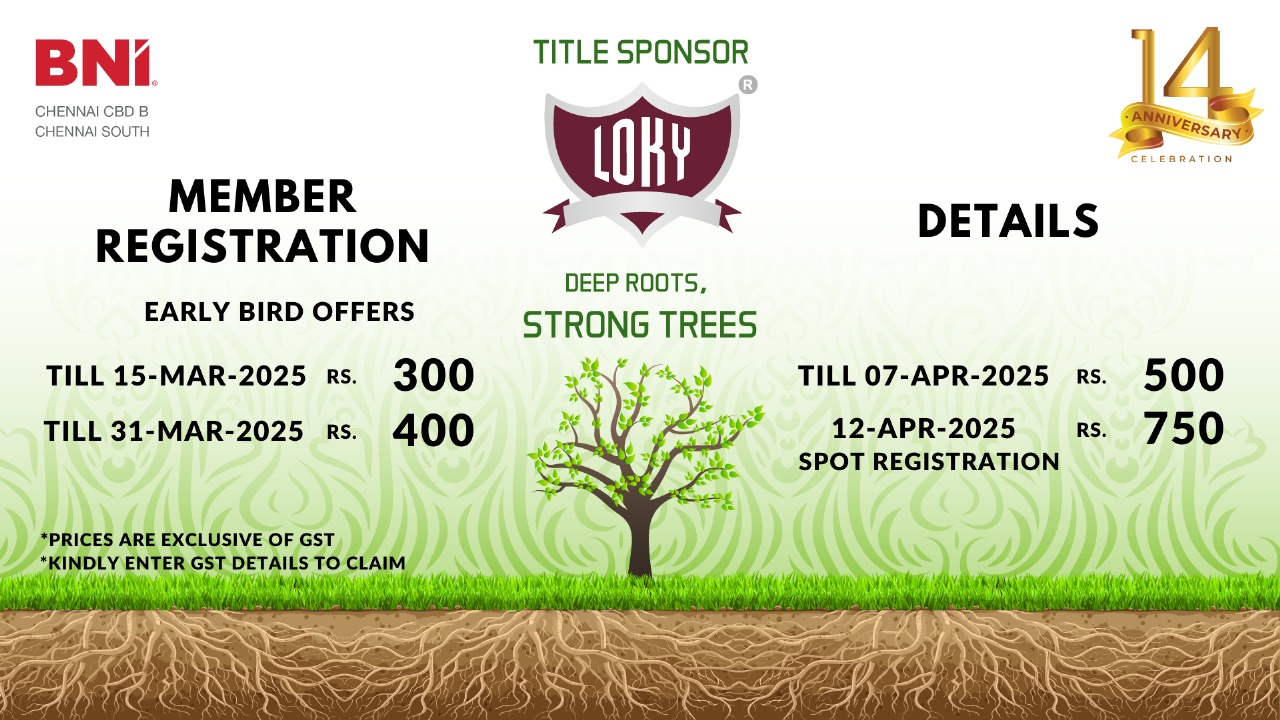 BNI®
CHENNAI CBD B
CHENNAI SOUTH
TITLE SPONSOR
LOKY
R
14
ANNIVERSARY
CELEBRATION
MEMBER
REGISTRATION
EARLY BIRD OFFERS
TILL 15-MAR-2025 RS. 300
TILL 31-MAR-2025 RS. 400
*PRICES ARE EXCLUSIVE OF GST
*KINDLY ENTER GST DETAILS TO CLAIM
DEEP ROOTS,
STRONG TREES
DETAILS
TILL 07-APR-2025 RS. 500
12-APR-2025 RS. 750
SPOT REGISTRATION